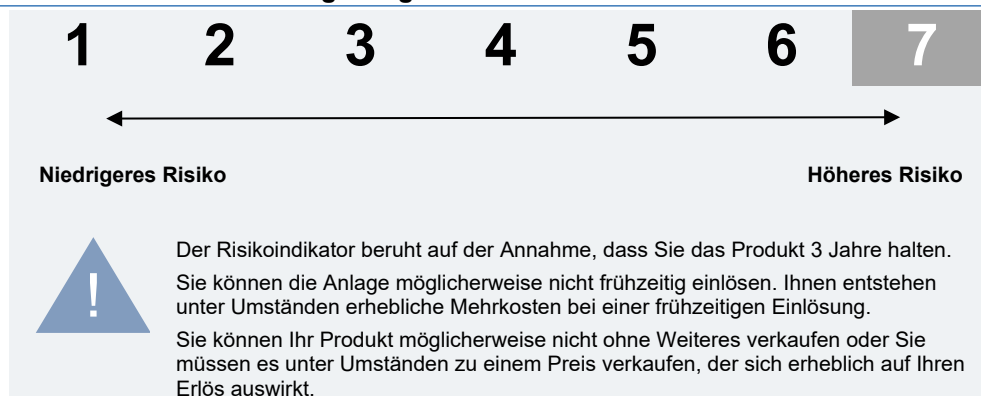 1 2 3 4 5 6 7
Niedrigeres Risiko Höheres Risiko
!
Der Risikoindikator beruht auf der Annahme, dass Sie das Produkt 3 Jahre halten.
Sie können die Anlage möglicherweise nicht frühzeitig einlösen. Ihnen entstehen
unter Umständen erhebliche Mehrkosten bei einer frühzeitigen Einlösung.
Sie können Ihr Produkt möglicherweise nicht ohne Weiteres verkaufen oder Sie
müssen es unter Umständen zu einem Preis verkaufen, der sich erheblich auf Ihren
Erlös auswirkt.